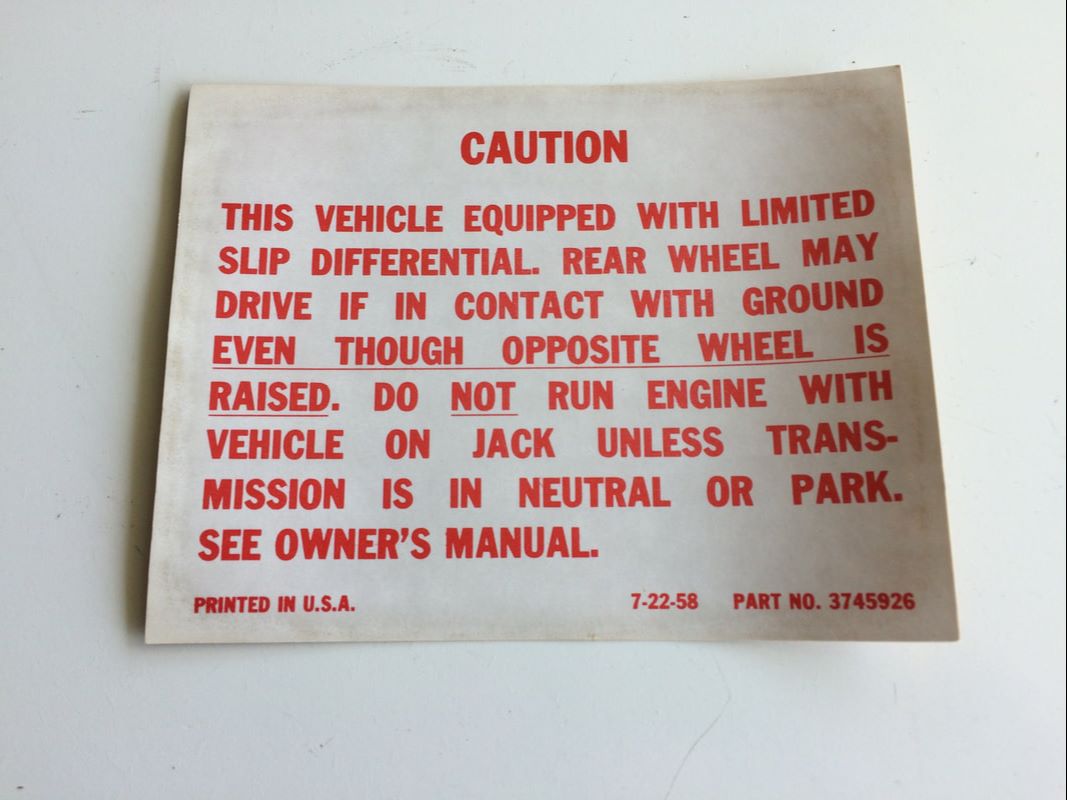 CAUTION
THIS VEHICLE EQUIPPED WITH LIMITED
SLIP DIFFERENTIAL. REAR WHEEL MAY
DRIVE IF IN CONTACT WITH GROUND
EVEN THOUGH OPPOSITE WHEEL IS
RAISED. DO NOT RUN ENGINE WITH
VEHICLE ON JACK UNLESS TRANS-
MISSION IS IN NEUTRAL OR PARK.
SEE OWNER'S MANUAL.
PRINTED IN U.S.A. 7-22-58 PART NO. 3745926